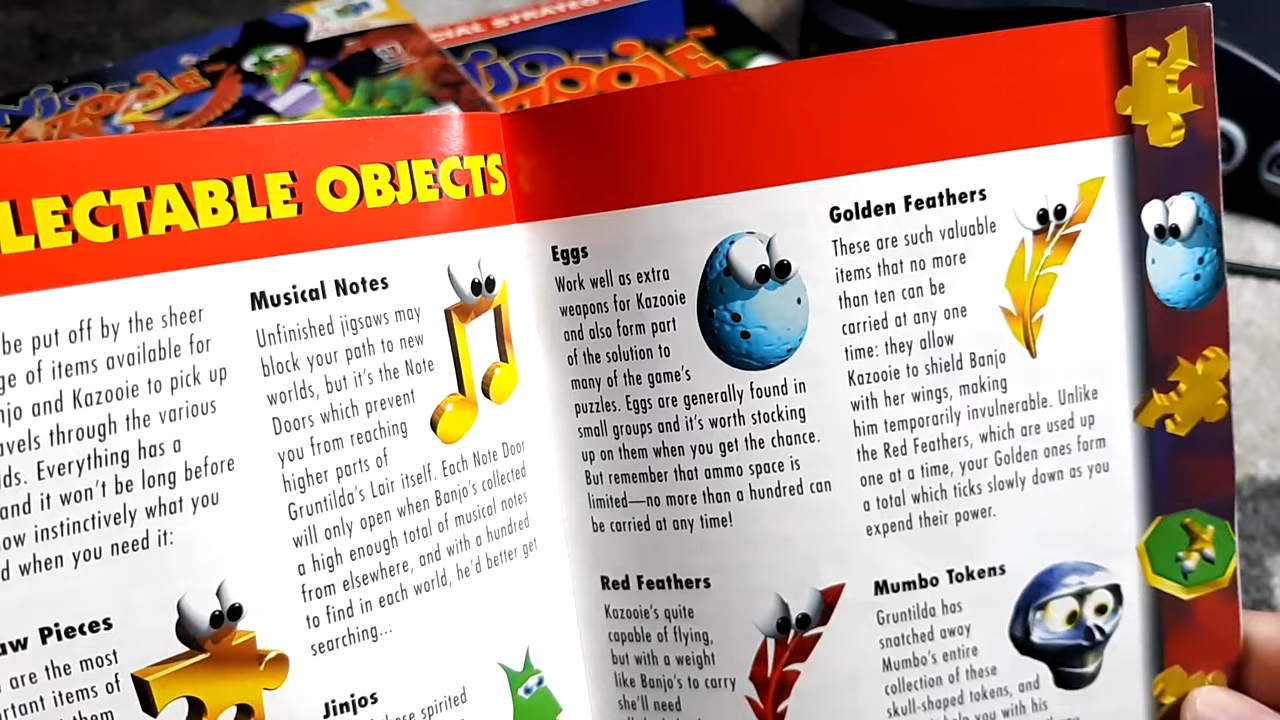 CIAL STRATEG
LECTABLE OBJECTS
be put off by the sheer
ge of items available for
njo and Kazooie to pick up
avels through the various
lds. Everything has a
and it won't be long before
ow instinctively what you
d when you need it:
aw Pieces
are the most
rtant items of
them
Musical Notes
Unfinished jigsaws may
block your path to new
worlds, but it's the Note
Doors which prevent
you from reaching
higher parts of
Gruntilda's Lair itself. Each Note Door
will only open when Banjo's collected
a high enough total of musical notes
from elsewhere, and with a hundred
to find in each world, he'd better get
searching...
Jinjos
spirited
Eggs
Work well as extra
weapons for Kazooie
and also form part
of the solution to
many of the game's
puzzles. Eggs are generally found in
small groups and it's worth stocking
up on them when you get the chance.
But remember that ammo space is
limited—no more than a hundred can
be carried at any time!
Red Feathers
Kazooie's quite
capable of flying,
but with a weight
like Banjo's to carry
she'll need
Golden Feathers
These are such valuable
items that no more
than ten can be
carried at any one
time: they allow
Kazooie to shield Banjo
with her wings, making
him temporarily invulnerable. Unlike
the Red Feathers, which are used up
one at a time, your Golden ones form
a total which ticks slowly down as you
expend their power.
Mumbo Tokens
Gruntilda has
snatched away
Mumbo's entire
collection of these
skull-shaped tokens, and
you with his